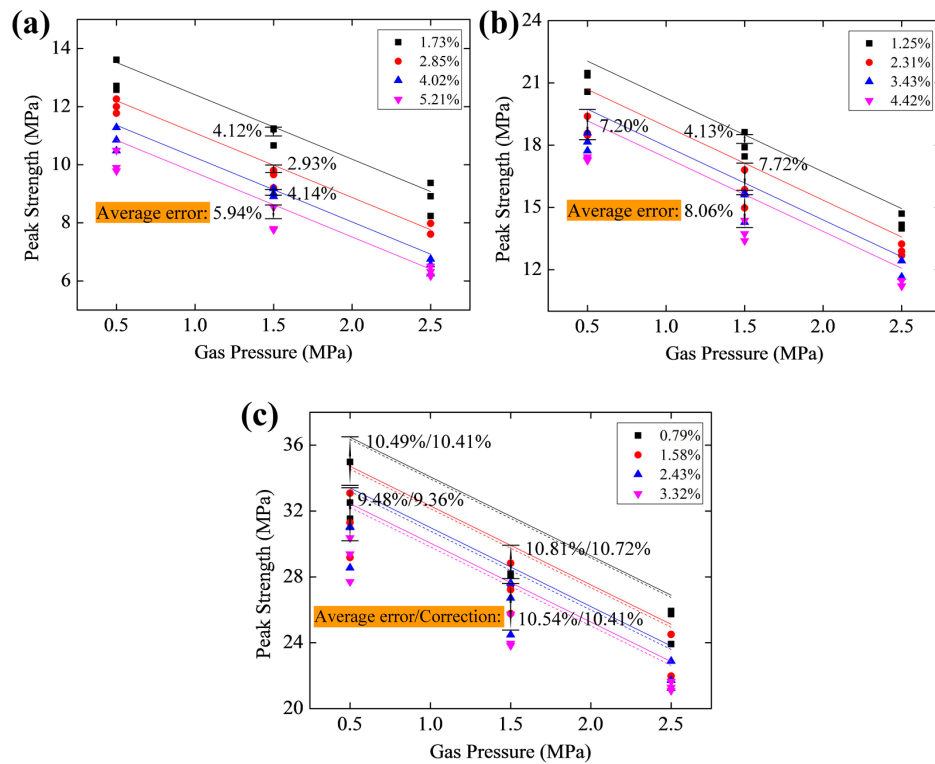 (a)
14
12
10
8
6
Peak Strength (MPa)
1.73%
2.85%
4.02%
5.21%
4.12%
2.93%
4.14%
Average error: 5.94%
0.5 1.0 1.5 2.0 2.5
Gas Pressure (MPa)
(b)
24
21
18
15
12
Peak Strength (MPa)
1.25%
2.31%
3.43%
4.42%
7.20%
4.13%
7.72%
Average error: 8.06%
0.5 1.0 1.5 2.0 2.5
Gas Pressure (MPa)
(c)
36
32
28
24
20
Peak Strength (MPa)
0.79%
1.58%
2.43%
3.32%
10.49%/10.41%
9.48%/9.36%
10.81%/10.72%
Average error/Correction: 10.54%/10.41%
0.5 1.0 1.5 2.0 2.5
Gas Pressure (MPa)